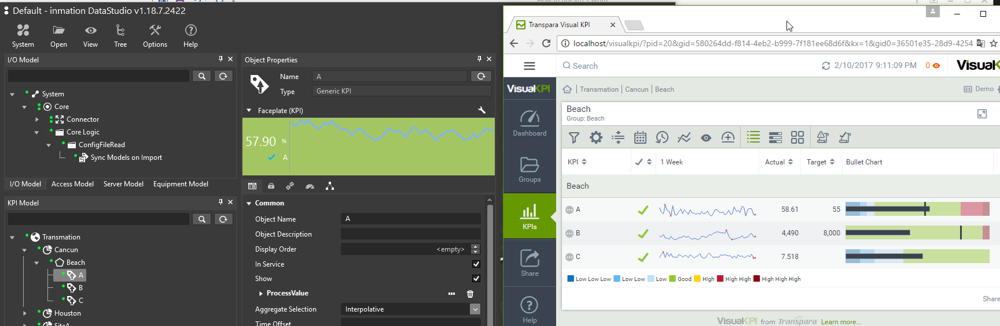 How to use VI1 - Word
Default - inmation DataStudio v1.18.7.2422
System
Open
View
Tree
Options
Help
I/O Model
System
Core
Connector
Core Logic
ConfigFileRead
Sync Models on Import
I/O Model Access Model Server Model Equipment Model
KPI Model
Transmation
Cancun
Beach
A
B
C
Houston
SiteA
Object Properties
Name A
Type Generic KPI
Faceplate (KPI)
57.90 %
A
Common
Object Name A
Object Description
Display Order <empty>
In Service
Show
ProcessValue
Aggregate Selection Interpolative
Time Offset
Transpara Visual KPI
localhost/visualkpi/?pid=20&gid=580264dd-f814-4eb2-b999-7f181ee68d6f&kx=1&gid0=36501e35-28d9-4254
Search
2/10/2017 9:11:09 PM 0
VisualKPI
Dashboard
Groups
KPIs
Share
Help
Transmation Cancun Beach
Demo
Beach
Group: Beach
KPI 1 Week Actual Target Bullet Chart
Beach
A 58.61 55
B 4,490 8,000
C 7.518
Low Low Low Low Low Low Good High High High High High High
Share
VisualKPI from Transpara Learn more...